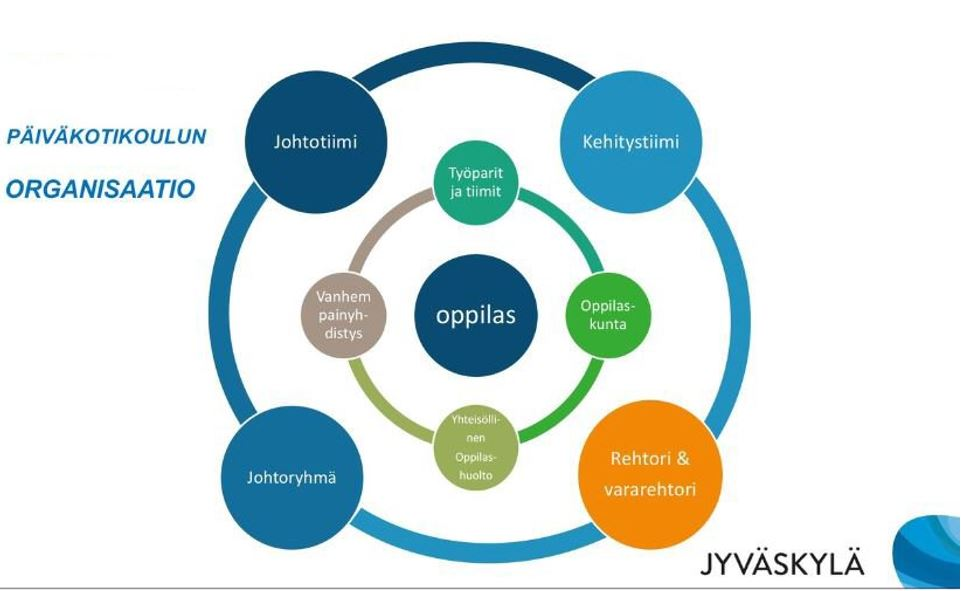 PÄIVÄKOTIKOULUN
ORGANISAATIO
Johtotiimi
Kehitystiimi
Työparit
ja tiimit
Vanhem
painyh-
distys
oppilas
Oppilas-
kunta
Yhteisölli-
nen
Oppilas-
huolto
Johtoryhmä
Rehtori &
vararehtori
JYVÄSKYLÄ